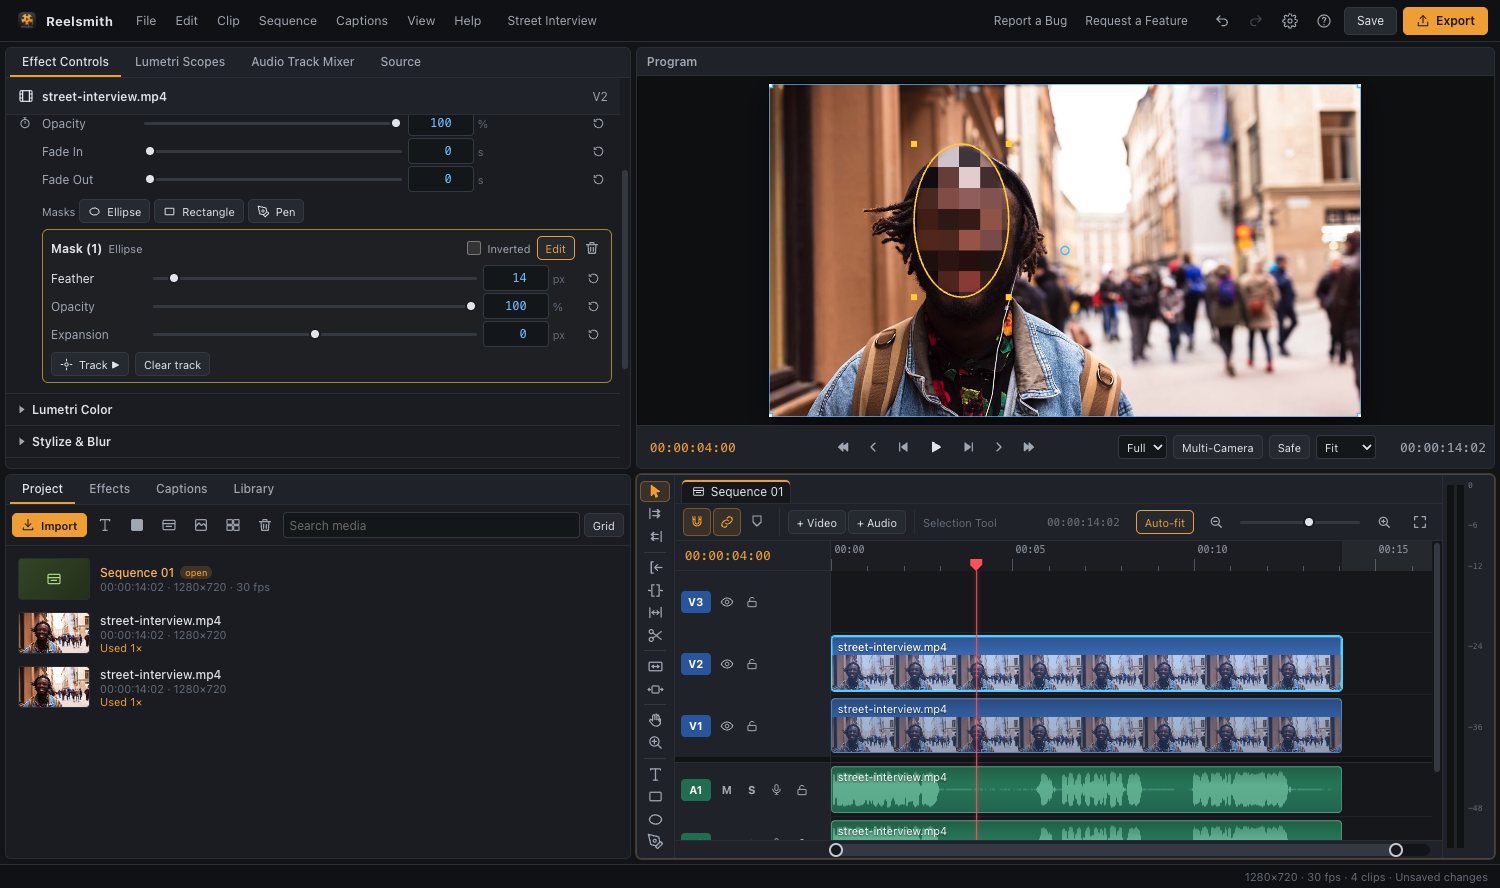 Reelsmith File Edit Clip Sequence Captions View Help Street Interview Report a Bug Request a Feature Save Export
Effect Controls Lumetri Scopes Audio Track Mixer Source
street-interview.mp4 V2
Opacity 100 %
Fade In 0 s
Fade Out 0 s
Masks Ellipse Rectangle Pen
Mask (1) Ellipse Inverted Edit
Feather 14 px
Opacity 100 %
Expansion 0 px
Track ▶ Clear track
Lumetri Color
Stylize & Blur
Program
00:00:04:00 Full Multi-Camera Safe Fit 00:00:14:02
Project Effects Captions Library
Import Search media Grid
Sequence 01 open
00:00:14:02 · 1280×720 · 30 fps
street-interview.mp4
00:00:14:02 · 1280×720
Used 1×
street-interview.mp4
00:00:14:02 · 1280×720
Used 1×
Sequence 01
+ Video + Audio Selection Tool 00:00:14:02 Auto-fit
00:00:04:00 00:00 00:05 00:10 00:15
V3
V2 street-interview.mp4
V1 street-interview.mp4
A1 M S street-interview.mp4
street-interview.mp4
0
-6
-12
-24
-36
-48
1280×720 · 30 fps · 4 clips · Unsaved changes